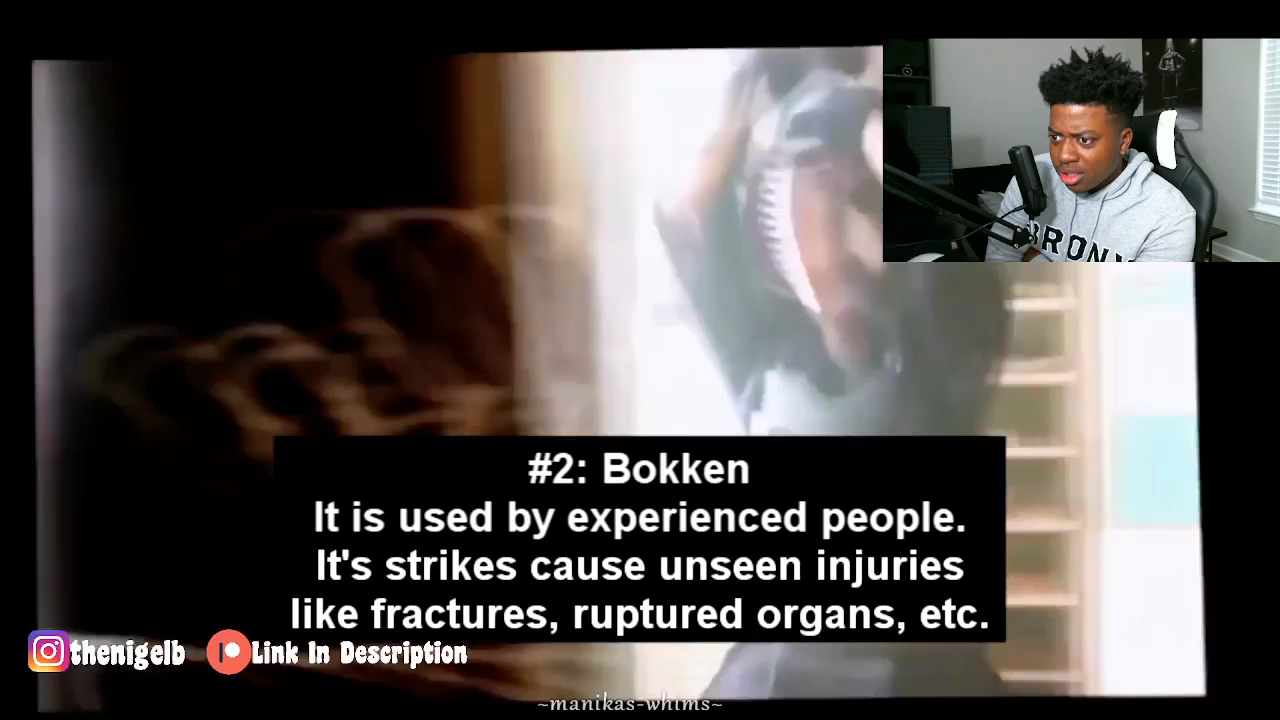 #2: Bokken
It is used by experienced people.
It's strikes cause unseen injuries
like fractures, ruptured organs, etc.
thenigelb
Link In Description
~manikas-whims~